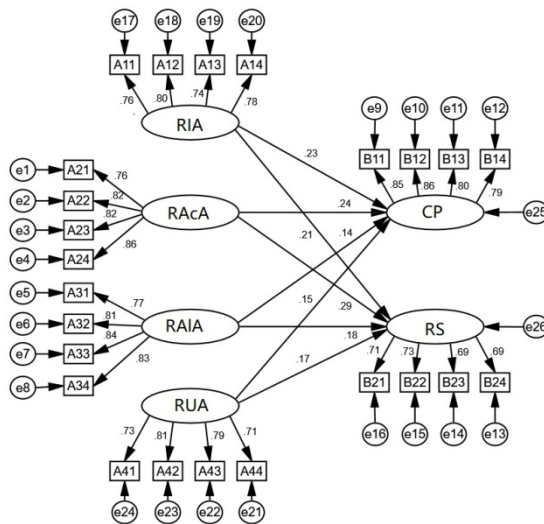 e17 e18 e19 e20
A11 A12 A13 A14
.76 .80 .74 .78
RIA
e9 e10 e11 e12
B11 B12 B13 B14
.85 .86 .80 .79
CP
e25
e1 A21 .76
e2 A22 .82
e3 A23 .82
e4 A24 .86
RAcA
.23
.24
.21
.14
.15
.29
.18
.17
e5 A31 .77
e6 A32 .81
e7 A33 .84
e8 A34 .83
RAIA
RS
e26
.71 .73 .69 .69
B21 B22 B23 B24
e16 e15 e14 e13
RUA
.73 .81 .79 .71
A41 A42 A43 A44
e24 e23 e22 e21